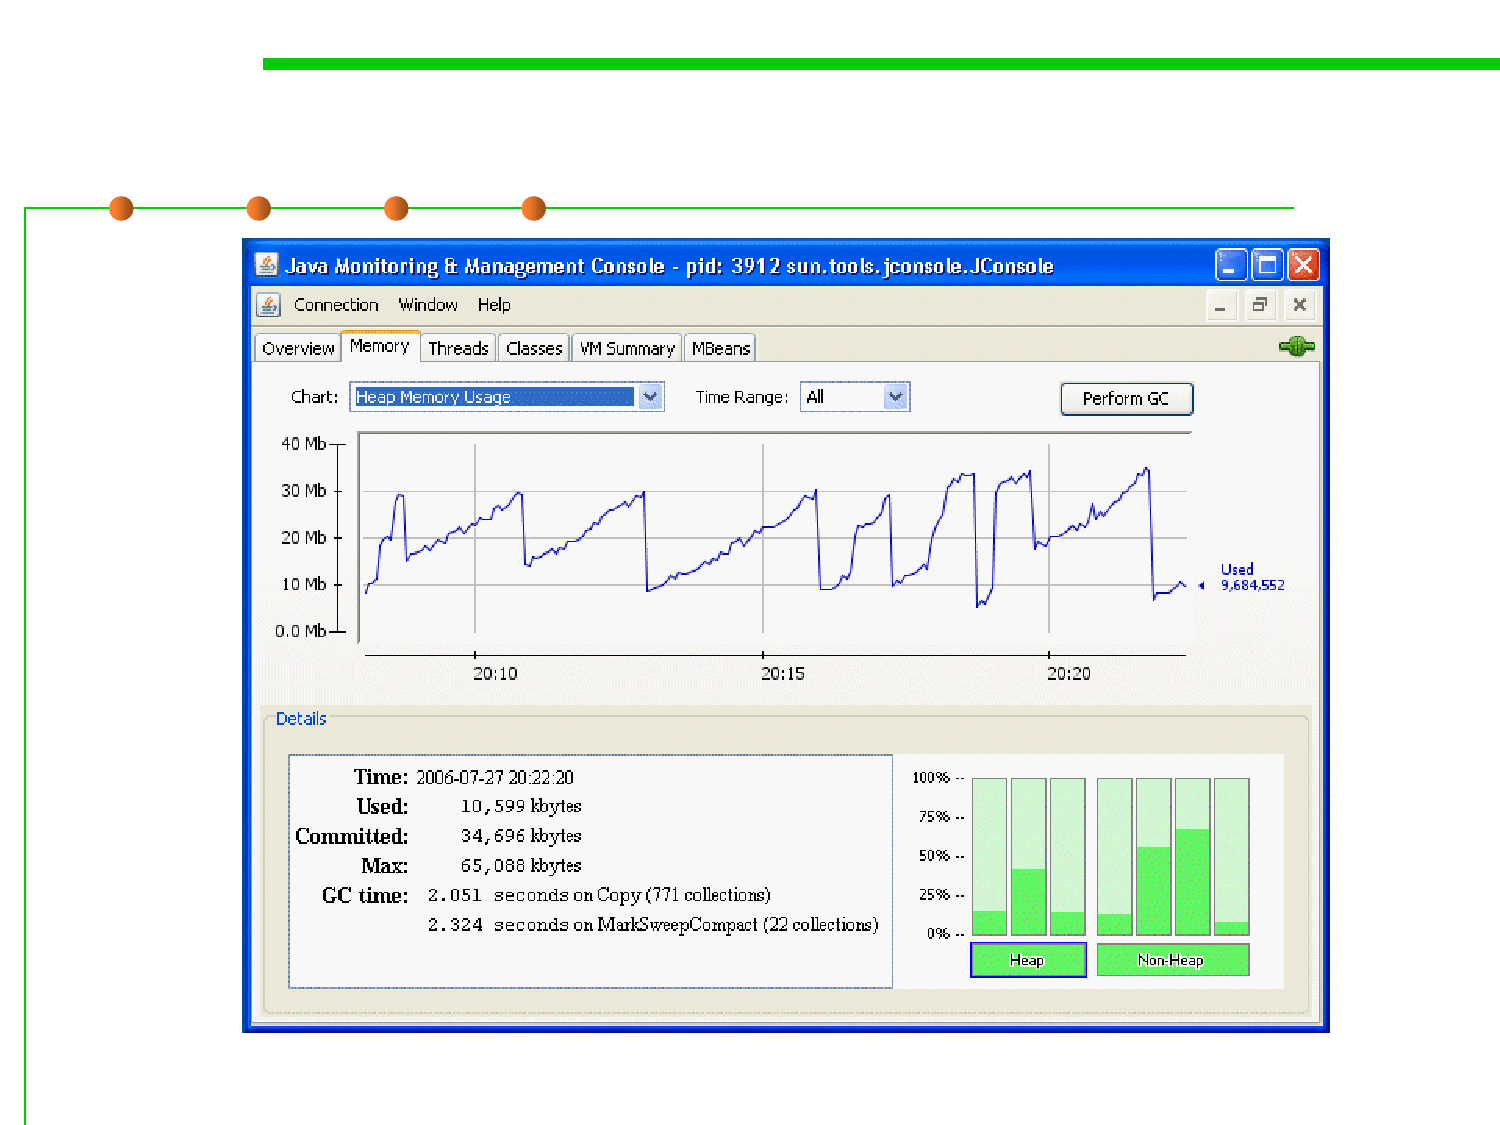 Java Monitoring & Management Console - pid: 3912 sun.tools.jconsole.JConsole
Connection Window Help
Overview Memory Threads Classes VM Summary MBeans
Chart: Heap Memory Usage Time Range: All Perform GC
40 Mb
30 Mb
20 Mb
10 Mb
0.0 Mb
Used
9,684,552
20:10 20:15 20:20
Details
Time: 2006-07-27 20:22:20
Used: 10,599 kbytes
Committed: 34,696 kbytes
Max: 65,088 kbytes
GC time: 2.051 seconds on Copy (771 collections)
2.324 seconds on MarkSweepCompact (22 collections)
100% --
75% --
50% --
25% --
0% --
Heap Non-Heap